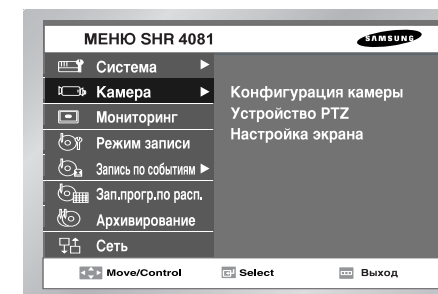 МЕНЮ SHR 4081 SAMSUNG
Система
Камера
Мониторинг
Режим записи
Запись по событиям
Зап.прогр.по расп.
Архивирование
Сеть
Конфигурация камеры
Устройство PTZ
Настройка экрана
Move/Control Select Выход